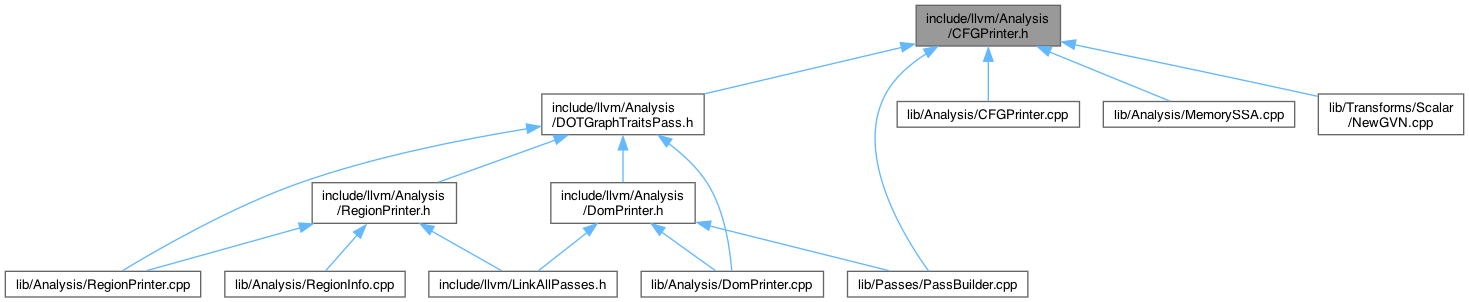 include/llvm/Analysis
/CFGPrinter.h
include/llvm/Analysis
/DOTGraphTraitsPass.h
lib/Analysis/CFGPrinter.cpp
lib/Analysis/MemorySSA.cpp
lib/Transforms/Scalar
/NewGVN.cpp
include/llvm/Analysis
/RegionPrinter.h
include/llvm/Analysis
/DomPrinter.h
lib/Analysis/RegionPrinter.cpp
lib/Analysis/RegionInfo.cpp
include/llvm/LinkAllPasses.h
lib/Analysis/DomPrinter.cpp
lib/Passes/PassBuilder.cpp